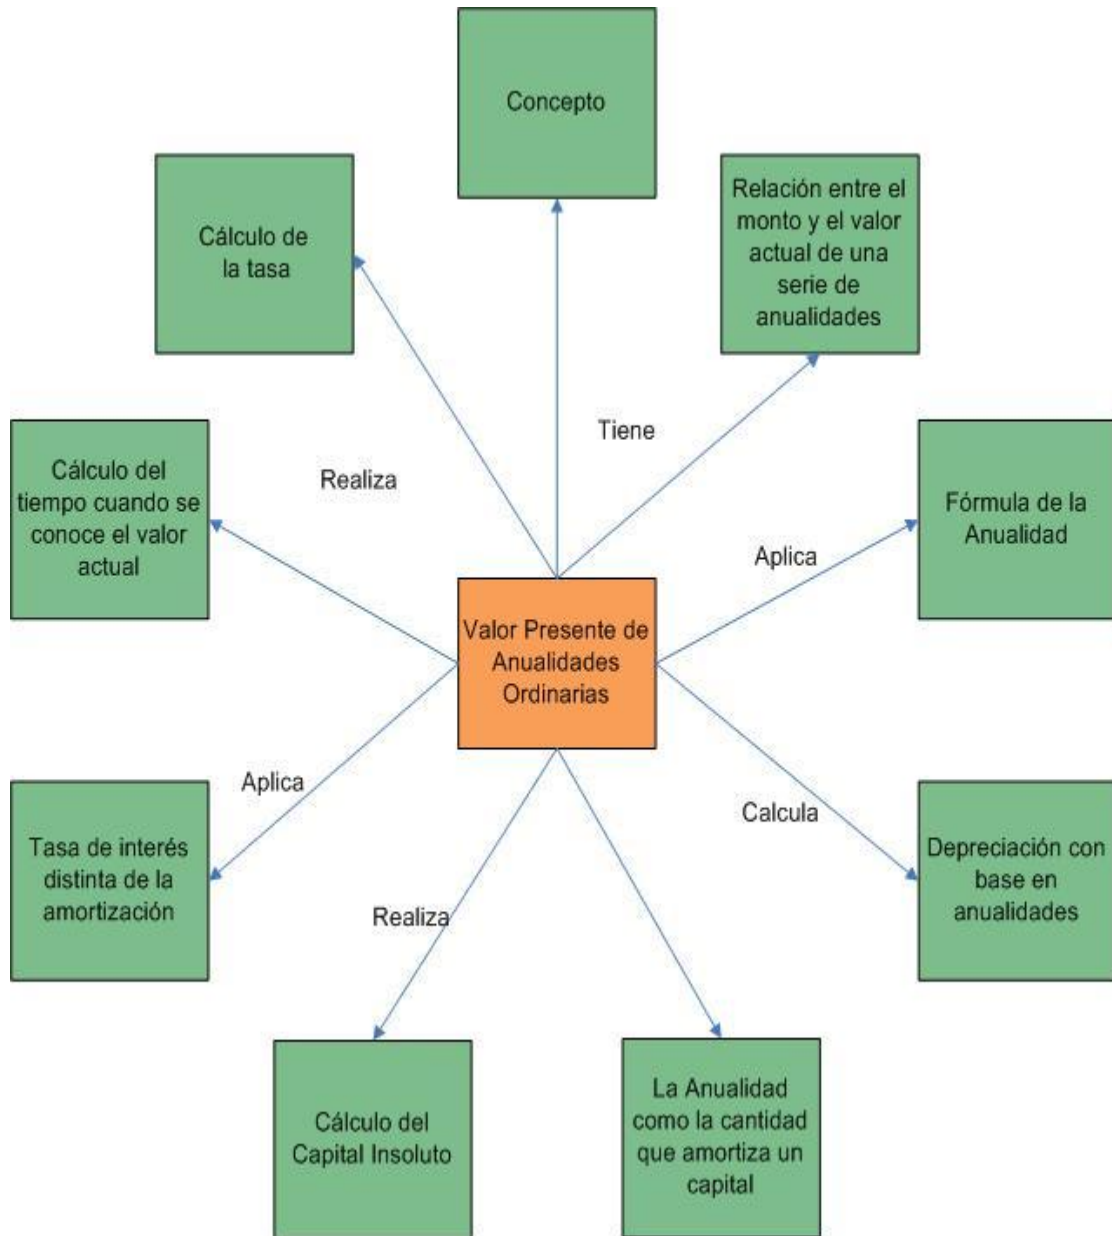 Concepto
Relación entre el
monto y el valor
actual de una
serie de
anualidades
Cálculo de
la tasa
Tiene
Realiza
Cálculo del
tiempo cuando se
conoce el valor
actual
Fórmula de la
Anualidad
Aplica
Valor Presente de
Anualidades
Ordinarias
Aplica
Calcula
Tasa de interés
distinta de la
amortización
Depreciación con
base en
anualidades
Realiza
Cálculo del
Capital Insoluto
La Anualidad
como la cantidad
que amortiza un
capital